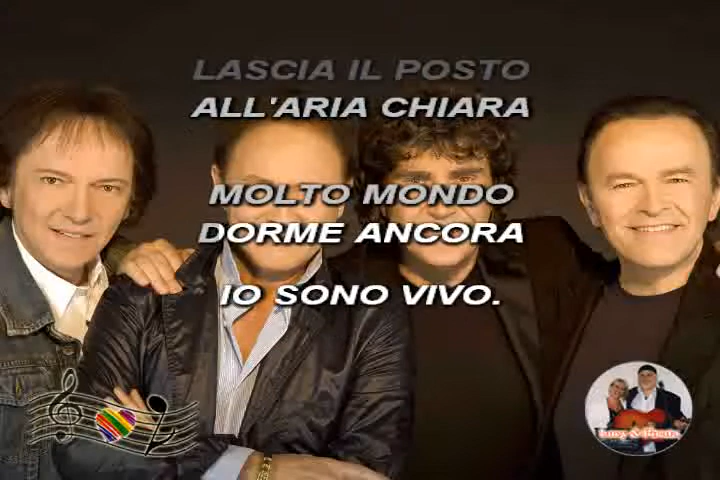 LASCIA IL POSTO
ALL'ARIA CHIARA
MOLTO MONDO
DORME ANCORA
IO SONO VIVO.